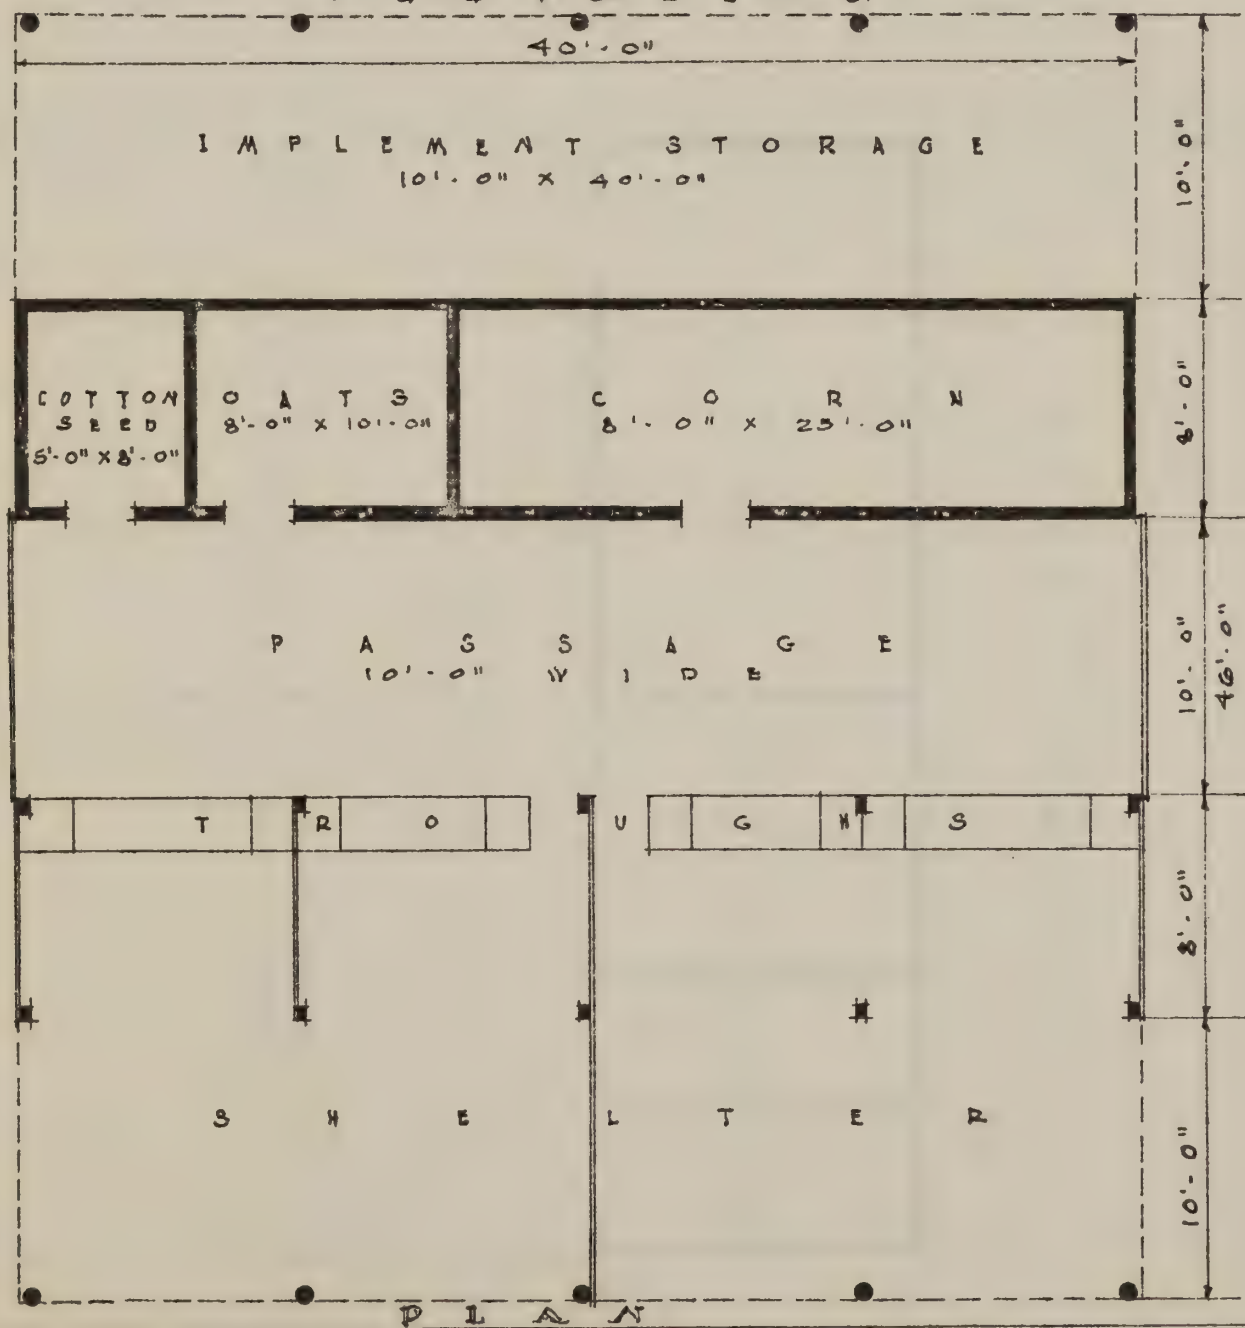 40'-0"
IMPLEMENT STORAGE
10'-0" X 40'-0"
10'-0"
COTTON
SEED
5'-0" X 8'-0"
OATS
8'-0" X 10'-0"
CORN
8'-0" X 25'-0"
8'-0"
PASSAGE
10'-0" WIDE
10'-0"
46'-0"
TROUGHS
8'-0"
SHELTER
10'-0"
PLAN